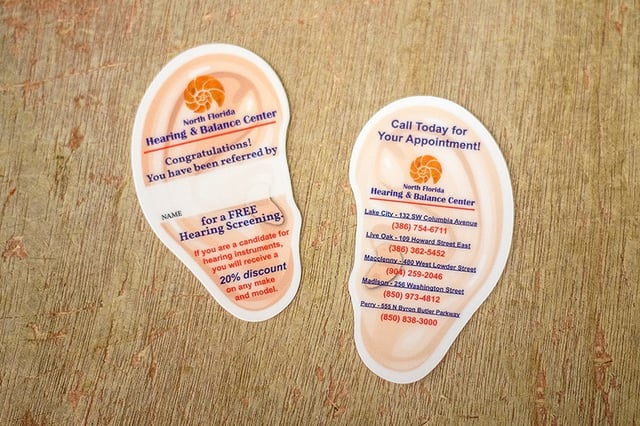 North Florida
Hearing & Balance Center
Congratulations!
You have been referred by
NAME
for a FREE
Hearing Screening.
If you are a candidate for
hearing instruments,
you will receive a
20% discount
on any make
and model.
Call Today for
Your Appointment!
North Florida
Hearing & Balance Center
Lake City - 132 SW Columbia Avenue
(386) 754-6711
Live Oak - 109 Howard Street East
(386) 362-5452
Macclenny - 480 West Lowder Street
(904) 259-2046
Madison - 256 Washington Street
(850) 973-4812
Perry - 555 N Byron Butler Parkway
(850) 838-3000